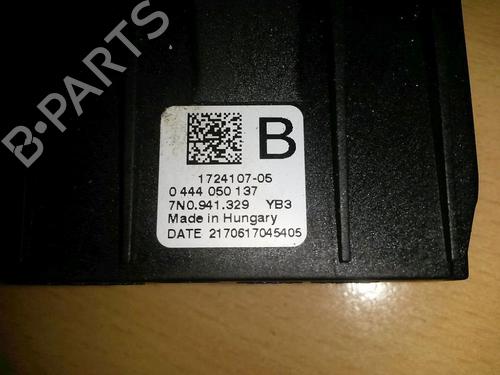 B-PARTS
B
1724107-05
0 444 050 137
7N0.941.329 YB3
Made in Hungary
DATE 2170617045405